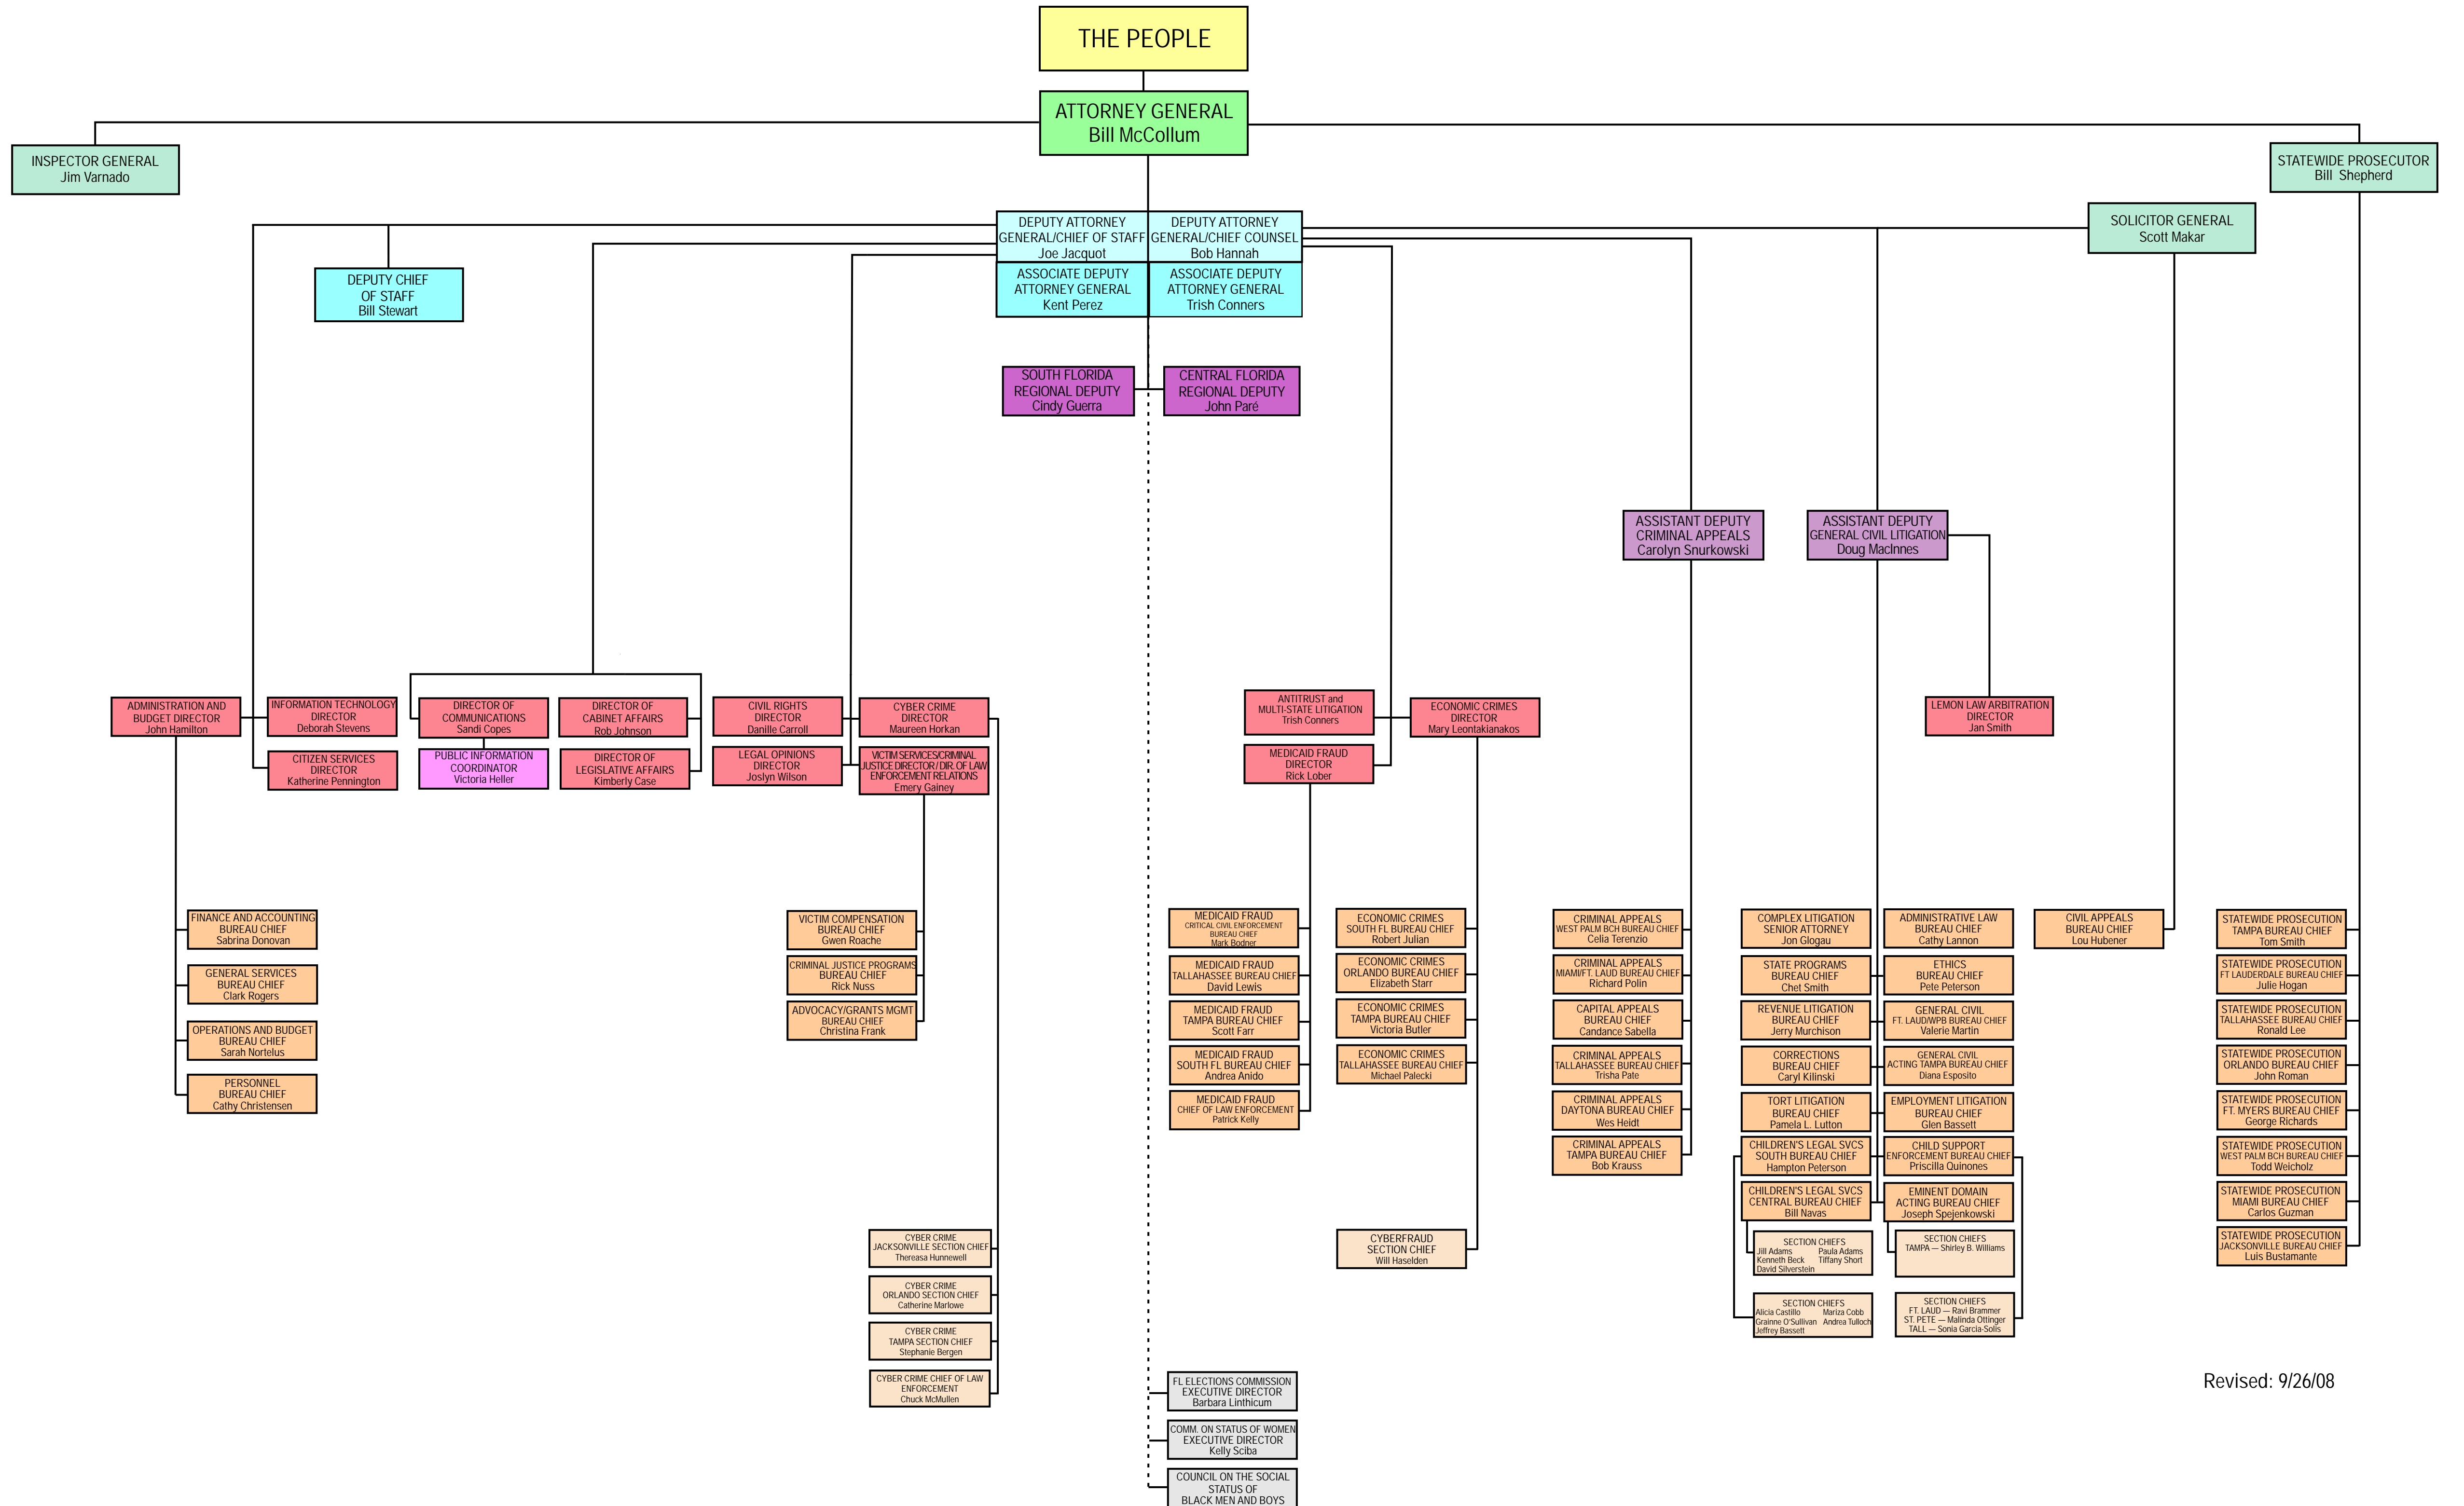 THE PEOPLE
ATTORNEY GENERAL
Bill McCollum
INSPECTOR GENERAL
Jim Varnado
STATEWIDE PROSECUTOR
Bill Shepherd
DEPUTY ATTORNEY
GENERAL/CHIEF OF STAFF
Joe Jacquot
DEPUTY ATTORNEY
GENERAL/CHIEF COUNSEL
Bob Hannah
SOLICITOR GENERAL
Scott Makar
DEPUTY CHIEF
OF STAFF
Bill Stewart
ASSOCIATE DEPUTY
ATTORNEY GENERAL
Kent Perez
ASSOCIATE DEPUTY
ATTORNEY GENERAL
Trish Conners
SOUTH FLORIDA
REGIONAL DEPUTY
Cindy Guerra
CENTRAL FLORIDA
REGIONAL DEPUTY
John Paré
ASSISTANT DEPUTY
CRIMINAL APPEALS
Carolyn Snurkowski
ASSISTANT DEPUTY
GENERAL CIVIL LITIGATION
Doug MacInnes
ADMINISTRATION AND
BUDGET DIRECTOR
John Hamilton
INFORMATION TECHNOLOGY
DIRECTOR
Deborah Stevens
DIRECTOR OF
COMMUNICATIONS
Sandi Copes
DIRECTOR OF
CABINET AFFAIRS
Rob Johnson
CIVIL RIGHTS
DIRECTOR
Danille Carroll
CYBER CRIME
DIRECTOR
Maureen Horkan
ANTITRUST and
MULTI-STATE LITIGATION
Trish Conners
ECONOMIC CRIMES
DIRECTOR
Mary Leontakianakos
LEMON LAW ARBITRATION
DIRECTOR
Jan Smith
CITIZEN SERVICES
DIRECTOR
Katherine Pennington
PUBLIC INFORMATION
COORDINATOR
Victoria Heller
DIRECTOR OF
LEGISLATIVE AFFAIRS
Kimberly Case
LEGAL OPINIONS
DIRECTOR
Joslyn Wilson
VICTIM SERVICES/CRIMINAL
JUSTICE DIRECTOR / DIR. OF LAW
ENFORCEMENT RELATIONS
Emery Gainey
MEDICAID FRAUD
DIRECTOR
Rick Lober
FINANCE AND ACCOUNTING
BUREAU CHIEF
Sabrina Donovan
GENERAL SERVICES
BUREAU CHIEF
Clark Rogers
OPERATIONS AND BUDGET
BUREAU CHIEF
Sarah Nortelus
PERSONNEL
BUREAU CHIEF
Cathy Christensen
VICTIM COMPENSATION
BUREAU CHIEF
Gwen Roache
CRIMINAL JUSTICE PROGRAMS
BUREAU CHIEF
Rick Nuss
ADVOCACY/GRANTS MGMT
BUREAU CHIEF
Christina Frank
CYBER CRIME
JACKSONVILLE SECTION CHIEF
Thereasa Hunnewell
CYBER CRIME
ORLANDO SECTION CHIEF
Catherine Marlowe
CYBER CRIME
TAMPA SECTION CHIEF
Stephanie Bergen
CYBER CRIME CHIEF OF LAW
ENFORCEMENT
Chuck McMullen
MEDICAID FRAUD
CRITICAL CIVIL ENFORCEMENT
BUREAU CHIEF
Mark Bodner
MEDICAID FRAUD
TALLAHASSEE BUREAU CHIEF
David Lewis
MEDICAID FRAUD
TAMPA BUREAU CHIEF
Scott Farr
MEDICAID FRAUD
SOUTH FL BUREAU CHIEF
Andrea Anido
MEDICAID FRAUD
CHIEF OF LAW ENFORCEMENT
Patrick Kelly
ECONOMIC CRIMES
SOUTH FL BUREAU CHIEF
Robert Julian
ECONOMIC CRIMES
ORLANDO BUREAU CHIEF
Elizabeth Starr
ECONOMIC CRIMES
TAMPA BUREAU CHIEF
Victoria Butler
ECONOMIC CRIMES
TALLAHASSEE BUREAU CHIEF
Michael Palecki
CYBERFRAUD
SECTION CHIEF
Will Haselden
CRIMINAL APPEALS
WEST PALM BCH BUREAU CHIEF
Celia Terenzio
CRIMINAL APPEALS
MIAMI/FT. LAUD BUREAU CHIEF
Richard Polin
CAPITAL APPEALS
BUREAU CHIEF
Candance Sabella
CRIMINAL APPEALS
TALLAHASSEE BUREAU CHIEF
Trisha Pate
CRIMINAL APPEALS
DAYTONA BUREAU CHIEF
Wes Heidt
CRIMINAL APPEALS
TAMPA BUREAU CHIEF
Bob Krauss
COMPLEX LITIGATION
SENIOR ATTORNEY
Jon Glogau
STATE PROGRAMS
BUREAU CHIEF
Chet Smith
REVENUE LITIGATION
BUREAU CHIEF
Jerry Murchison
CORRECTIONS
BUREAU CHIEF
Caryl Kilinski
TORT LITIGATION
BUREAU CHIEF
Pamela L. Lutton
CHILDREN'S LEGAL SVCS
SOUTH BUREAU CHIEF
Hampton Peterson
CHILDREN'S LEGAL SVCS
CENTRAL BUREAU CHIEF
Bill Navas
SECTION CHIEFS
Jill Adams Paula Adams
Kenneth Beck Tiffany Short
David Silverstein
SECTION CHIEFS
Alicia Castillo Mariza Cobb
Grainne O'Sullivan Andrea Tulloch
Jeffrey Bassett
ADMINISTRATIVE LAW
BUREAU CHIEF
Cathy Lannon
ETHICS
BUREAU CHIEF
Pete Peterson
GENERAL CIVIL
FT. LAUD/WPB BUREAU CHIEF
Valerie Martin
GENERAL CIVIL
ACTING TAMPA BUREAU CHIEF
Diana Esposito
EMPLOYMENT LITIGATION
BUREAU CHIEF
Glen Bassett
CHILD SUPPORT
ENFORCEMENT BUREAU CHIEF
Priscilla Quinones
EMINENT DOMAIN
ACTING BUREAU CHIEF
Joseph Spejenkowski
SECTION CHIEFS
TAMPA — Shirley B. Williams
SECTION CHIEFS
FT. LAUD — Ravi Brammer
ST. PETE — Malinda Ottinger
TALL — Sonia Garcia-Solis
CIVIL APPEALS
BUREAU CHIEF
Lou Hubener
STATEWIDE PROSECUTION
TAMPA BUREAU CHIEF
Tom Smith
STATEWIDE PROSECUTION
FT LAUDERDALE BUREAU CHIEF
Julie Hogan
STATEWIDE PROSECUTION
TALLAHASSEE BUREAU CHIEF
Ronald Lee
STATEWIDE PROSECUTION
ORLANDO BUREAU CHIEF
John Roman
STATEWIDE PROSECUTION
FT. MYERS BUREAU CHIEF
George Richards
STATEWIDE PROSECUTION
WEST PALM BCH BUREAU CHIEF
Todd Weicholz
STATEWIDE PROSECUTION
MIAMI BUREAU CHIEF
Carlos Guzman
STATEWIDE PROSECUTION
JACKSONVILLE BUREAU CHIEF
Luis Bustamante
FL ELECTIONS COMMISSION
EXECUTIVE DIRECTOR
Barbara Linthicum
COMM. ON STATUS OF WOMEN
EXECUTIVE DIRECTOR
Kelly Sciba
COUNCIL ON THE SOCIAL
STATUS OF
BLACK MEN AND BOYS
Revised: 9/26/08